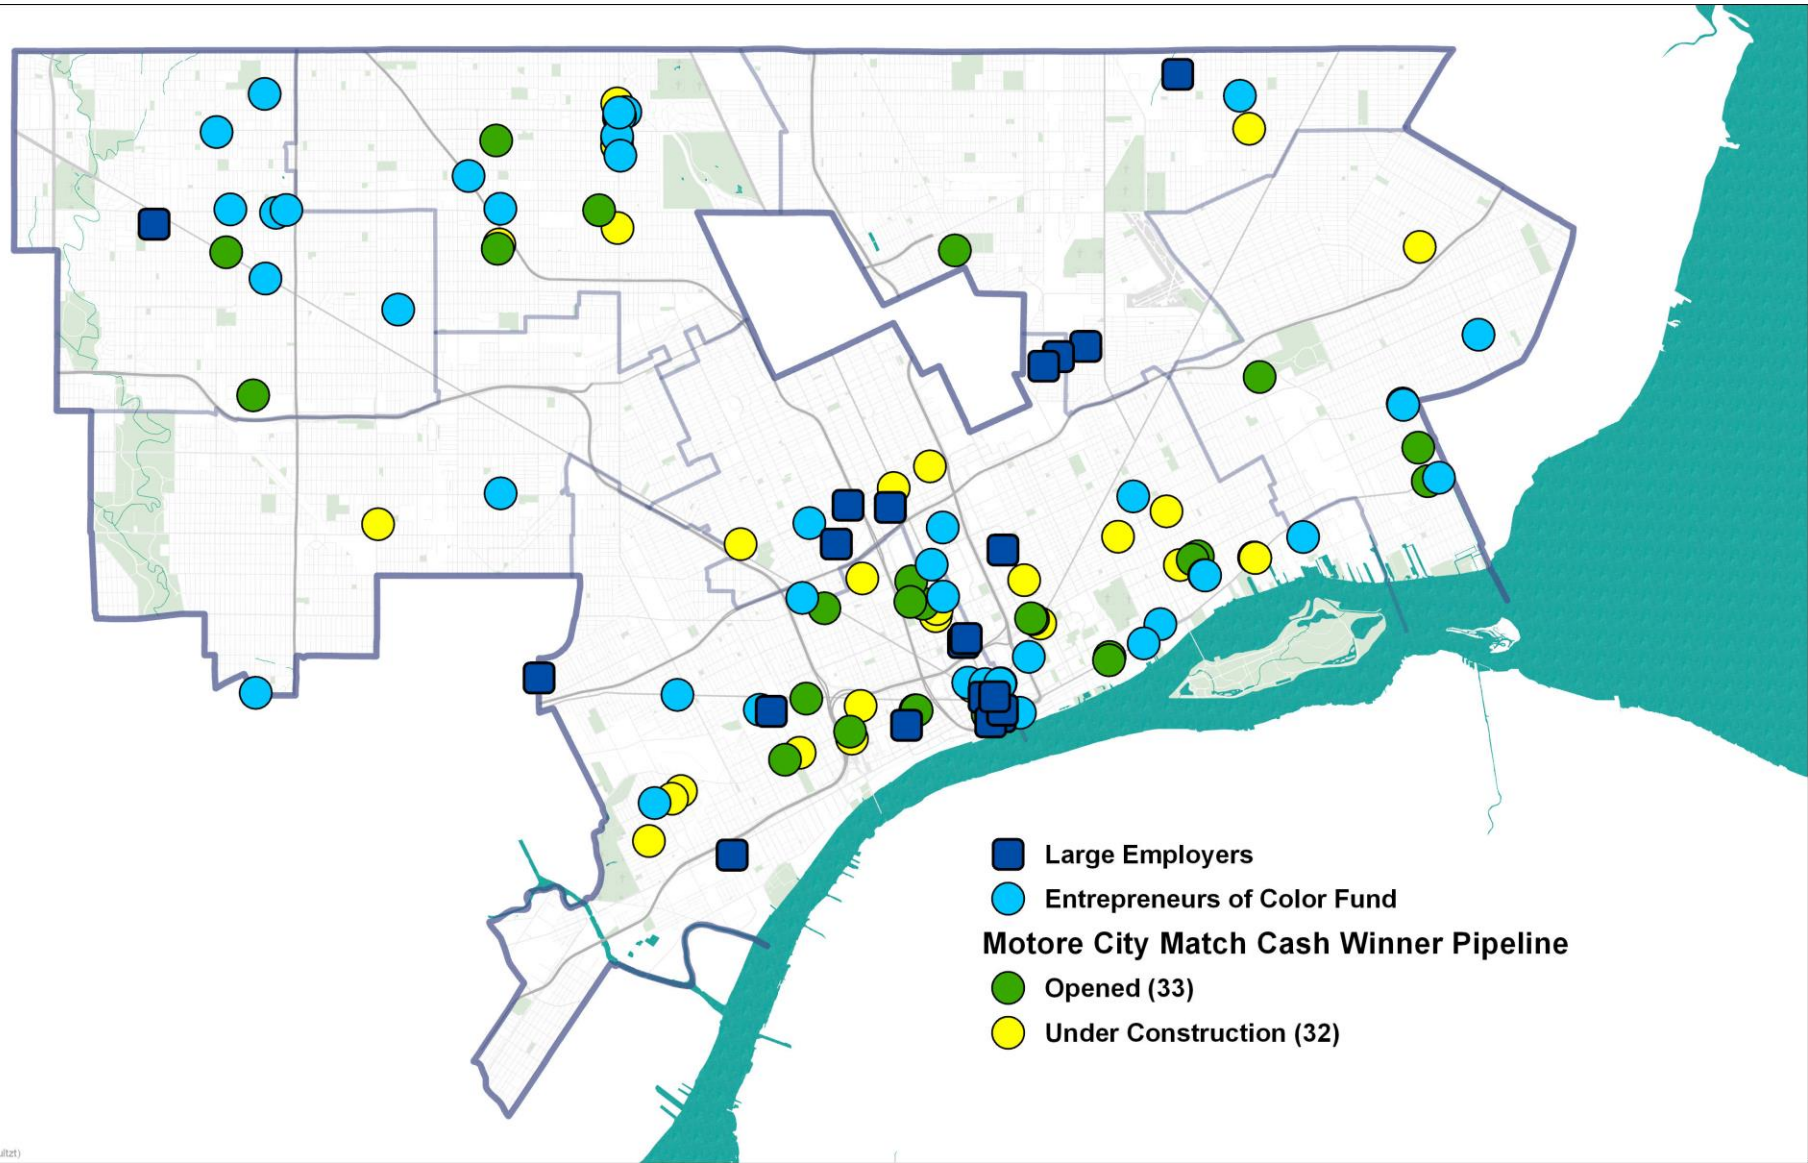 Large Employers
Entrepreneurs of Color Fund
Motore City Match Cash Winner Pipeline
Opened (33)
Under Construction (32)